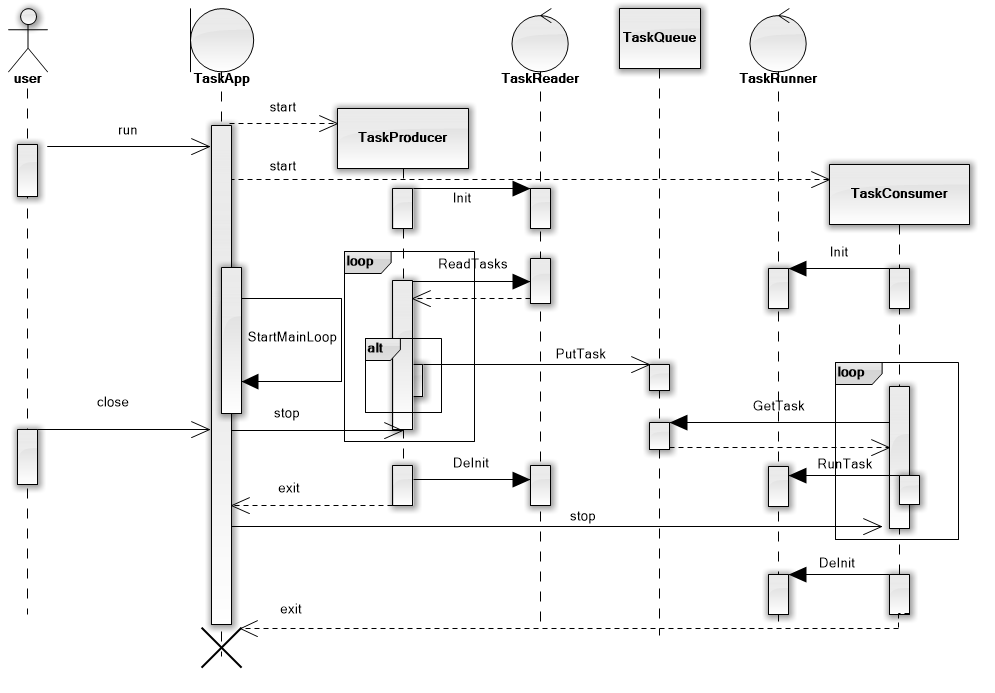 user
TaskApp
TaskReader
TaskQueue
TaskRunner
start
TaskProducer
run
start
TaskConsumer
Init
Init
loop
ReadTasks
StartMainLoop
alt
PutTask
loop
close
stop
GetTask
DeInit
RunTask
exit
stop
DeInit
exit